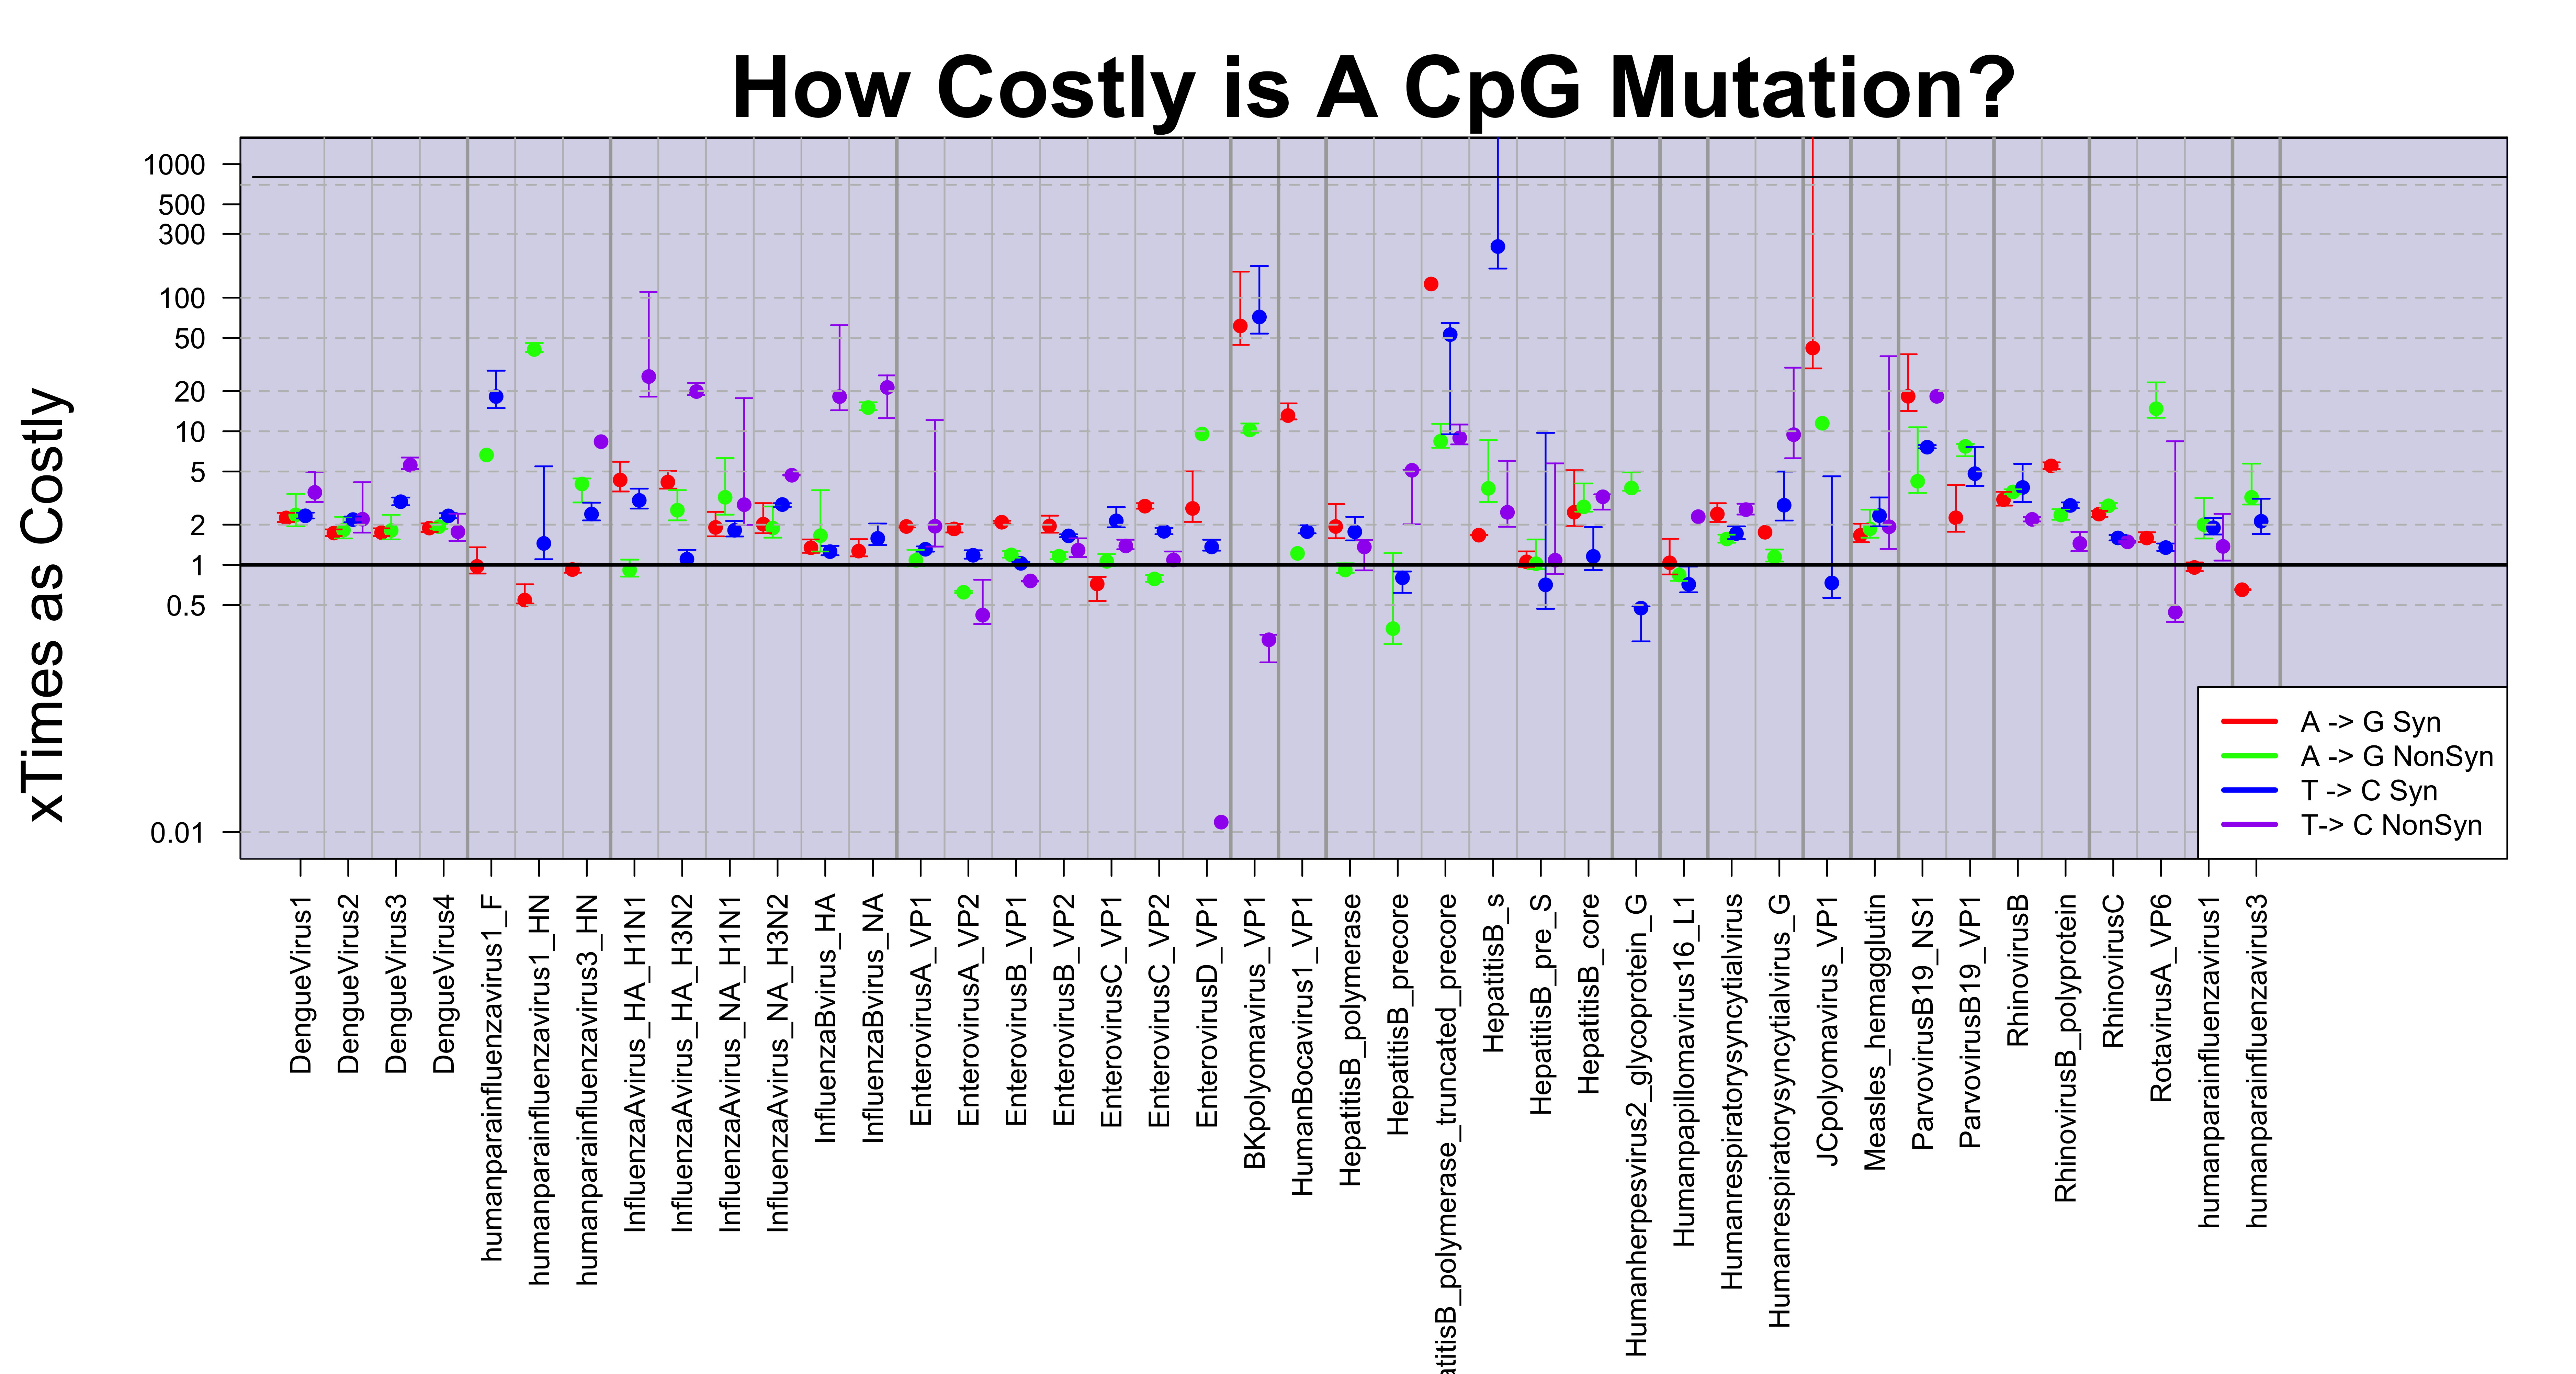 How Costly is A CpG Mutation?
xTimes as Costly
1000
500
300
100
50
20
10
5
2
1
0.5
0.01
A -> G Syn
A -> G NonSyn
T -> C Syn
T-> C NonSyn
DengueVirus1
DengueVirus2
DengueVirus3
DengueVirus4
humanparainfluenzavirus1_F
humanparainfluenzavirus1_HN
humanparainfluenzavirus3_HN
InfluenzaAvirus_HA_H1N1
InfluenzaAvirus_HA_H3N2
InfluenzaAvirus_NA_H1N1
InfluenzaAvirus_NA_H3N2
InfluenzaBvirus_HA
InfluenzaBvirus_NA
EnterovirusA_VP1
EnterovirusA_VP2
EnterovirusB_VP1
EnterovirusB_VP2
EnterovirusC_VP1
EnterovirusC_VP2
EnterovirusD_VP1
BKpolyomavirus_VP1
HumanBocavirus1_VP1
HepatitisB_polymerase
HepatitisB_precore
atitisB_polymerase_truncated_precore
HepatitisB_s
HepatitisB_pre_S
HepatitisB_core
Humanherpesvirus2_glycoprotein_G
Humanpapillomavirus16_L1
Humanrespiratorysyncytialvirus
Humanrespiratorysyncytialvirus_G
JCpolyomavirus_VP1
Measles_hemagglutin
ParvovirusB19_NS1
ParvovirusB19_VP1
RhinovirusB
RhinovirusB_polyprotein
RhinovirusC
RotavirusA_VP6
humanparainfluenzavirus1
humanparainfluenzavirus3